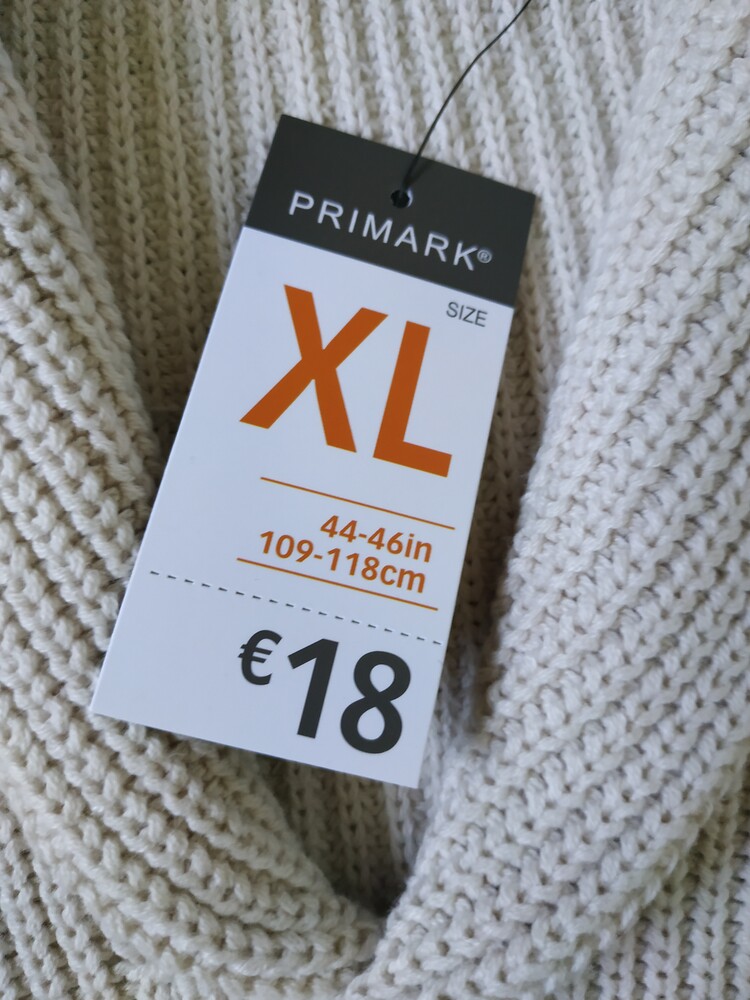 PRIMARK®
SIZE
XL
44-46in
109-118cm
€18